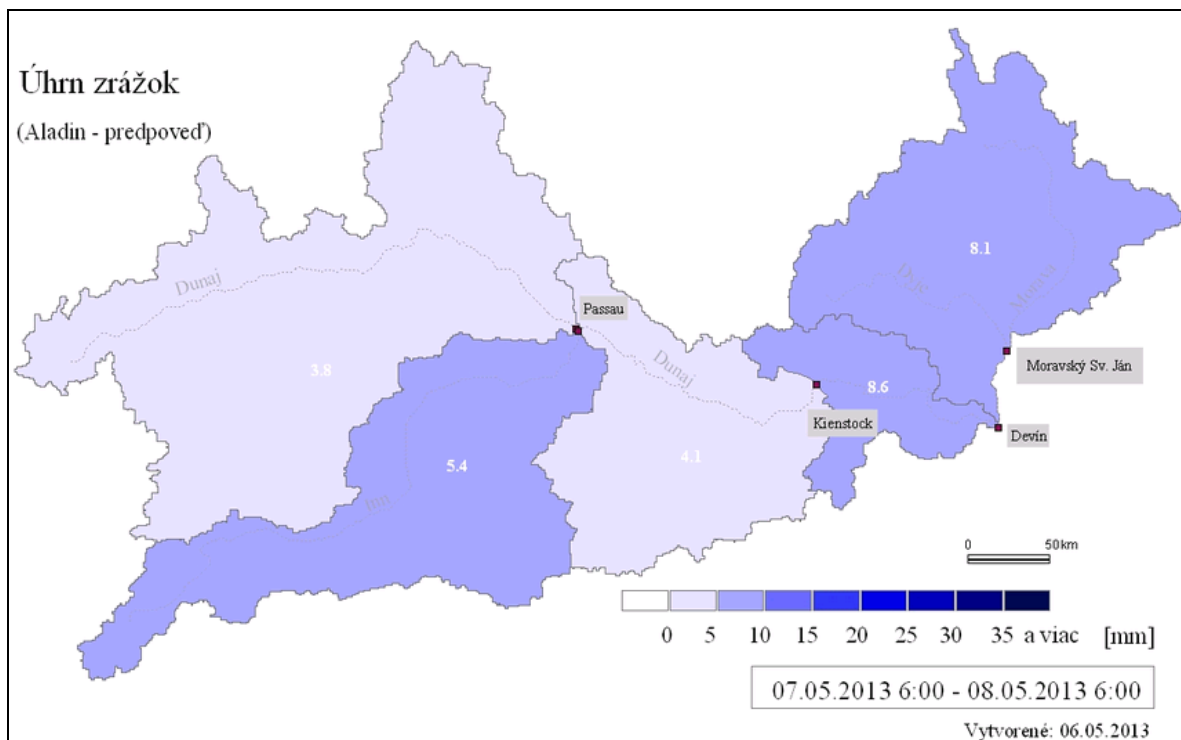 Úhrn zrážok
(Aladin - predpoveď)
8.1
Dunaj
Dyje
Morava
Passau
3.8
Dunaj
Moravský Sv. Ján
8.6
Kienstock
Devín
5.4
4.1
Inn
0 50km
0 5 10 15 20 25 30 35 a viac [mm]
07.05.2013 6:00 - 08.05.2013 6:00
Vytvorené: 06.05.2013